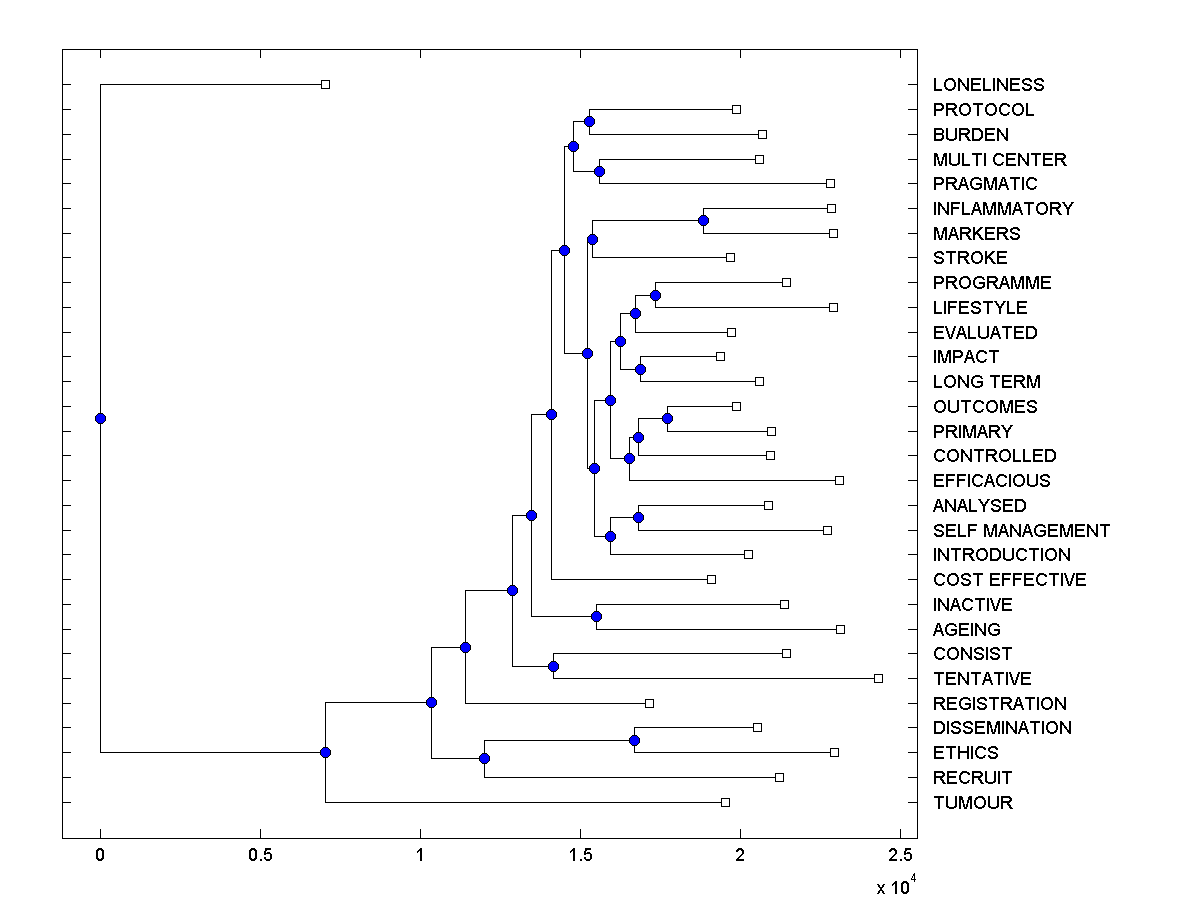 LONELINESS
PROTOCOL
BURDEN
MULTI CENTER
PRAGMATIC
INFLAMMATORY
MARKERS
STROKE
PROGRAMME
LIFESTYLE
EVALUATED
IMPACT
LONG TERM
OUTCOMES
PRIMARY
CONTROLLED
EFFICACIOUS
ANALYSED
SELF MANAGEMENT
INTRODUCTION
COST EFFECTIVE
INACTIVE
AGEING
CONSIST
TENTATIVE
REGISTRATION
DISSEMINATION
ETHICS
RECRUIT
TUMOUR
0 0.5 1 1.5 2 2.5
x 10^4